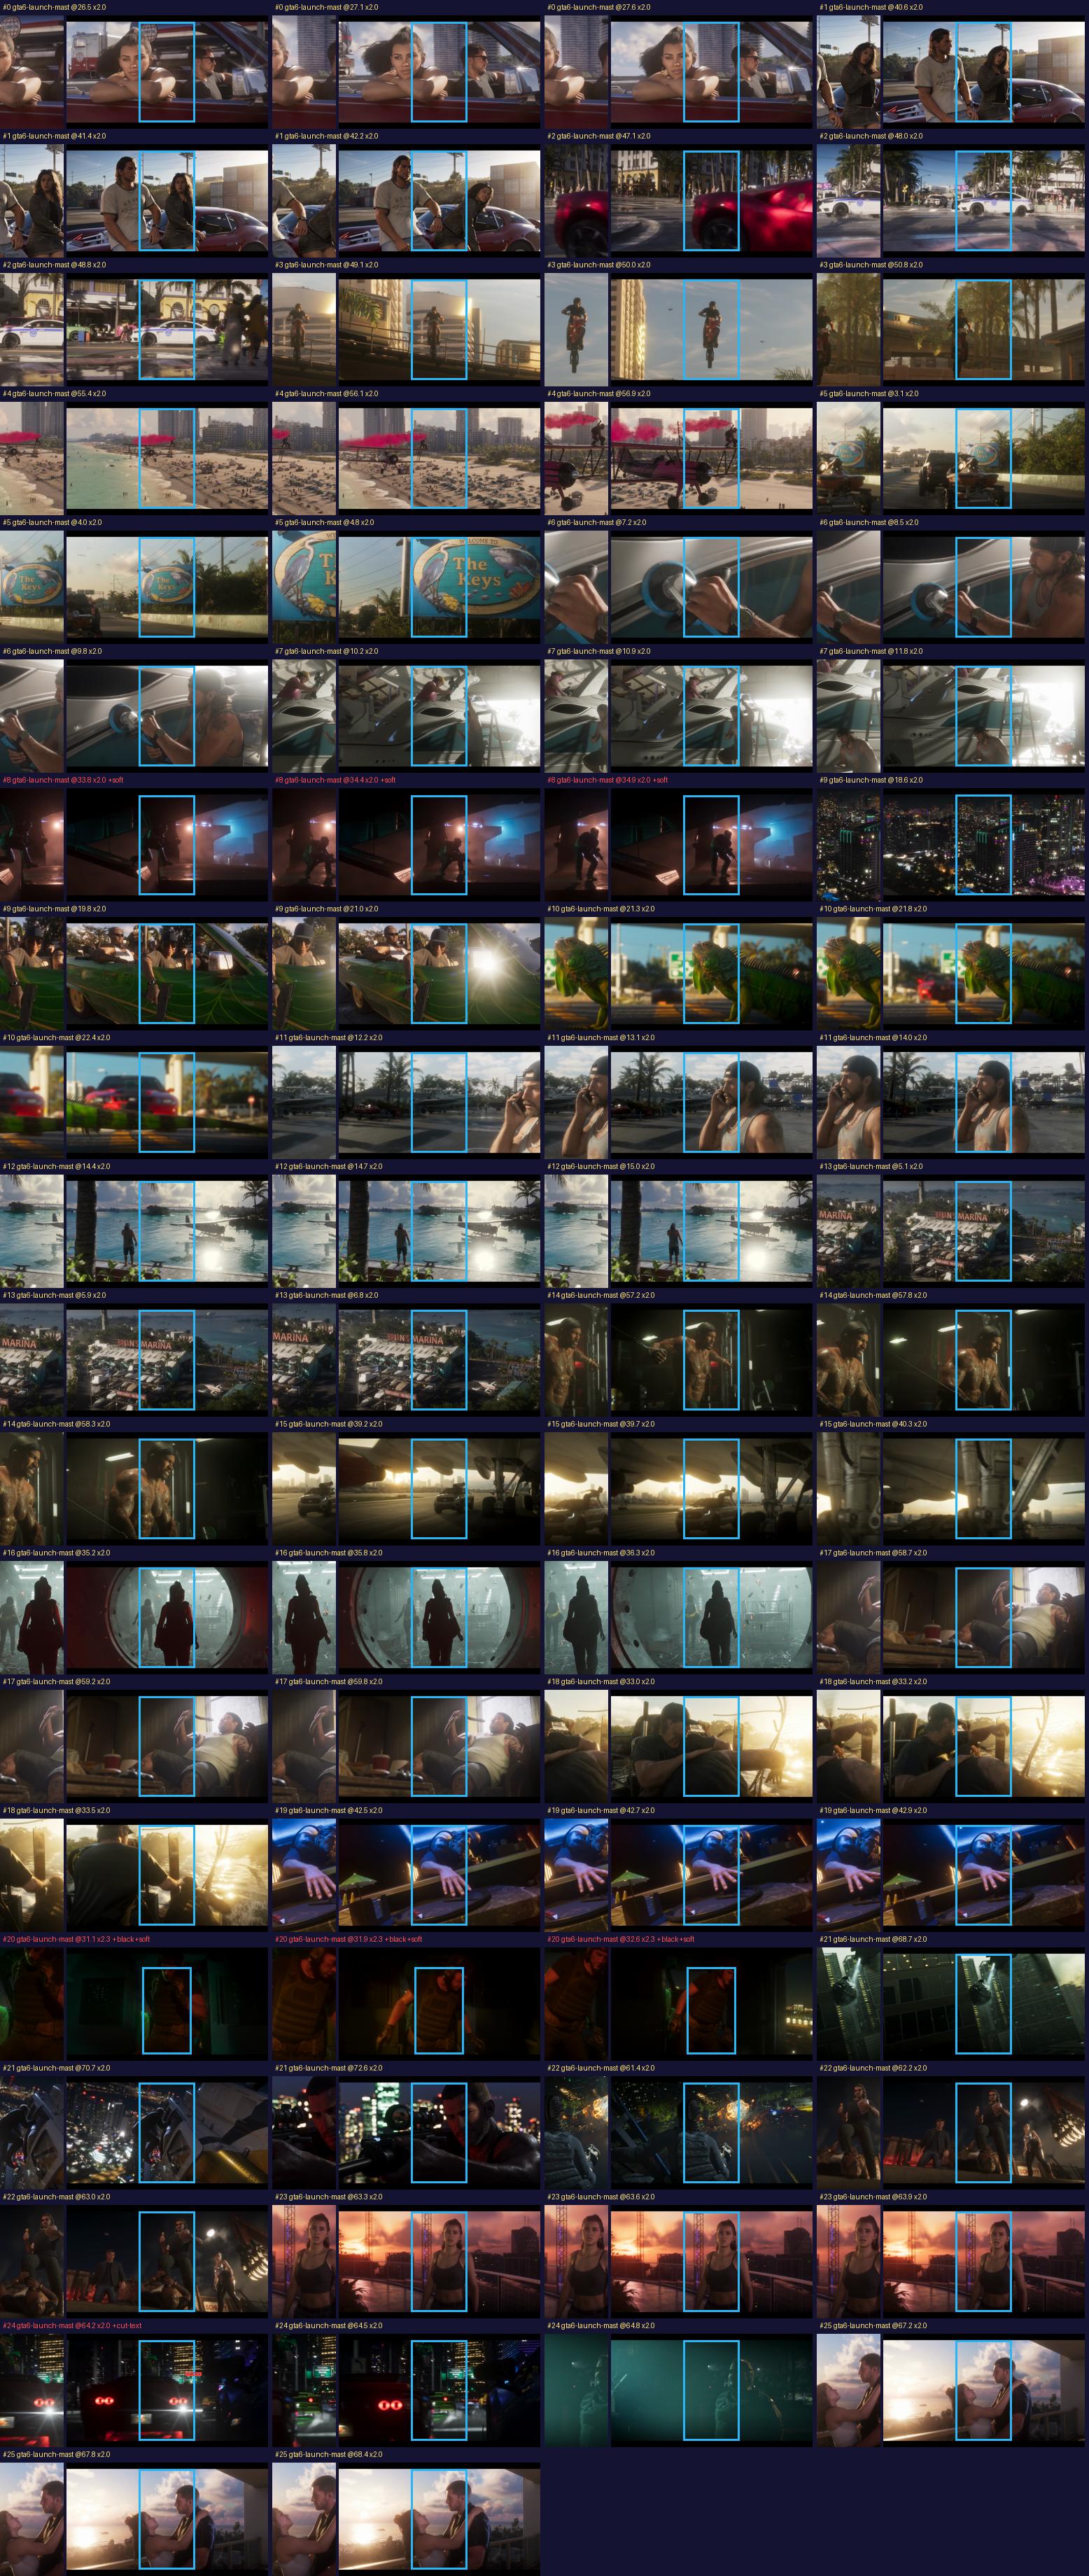 #0 gta6-launch-mast @26.5 x2.0
#0 gta6-launch-mast @27.1 x2.0
#0 gta6-launch-mast @27.6 x2.0
#1 gta6-launch-mast @40.6 x2.0
#1 gta6-launch-mast @41.4 x2.0
#1 gta6-launch-mast @42.2 x2.0
#2 gta6-launch-mast @47.1 x2.0
#2 gta6-launch-mast @48.0 x2.0
#2 gta6-launch-mast @48.8 x2.0
#3 gta6-launch-mast @49.1 x2.0
#3 gta6-launch-mast @50.0 x2.0
#3 gta6-launch-mast @50.8 x2.0
#4 gta6-launch-mast @55.4 x2.0
#4 gta6-launch-mast @56.1 x2.0
#4 gta6-launch-mast @56.9 x2.0
#5 gta6-launch-mast @3.1 x2.0
#5 gta6-launch-mast @4.0 x2.0
#5 gta6-launch-mast @4.8 x2.0
#6 gta6-launch-mast @7.2 x2.0
#6 gta6-launch-mast @8.5 x2.0
The
Keys
WELCOME TO
The
Keys
#6 gta6-launch-mast @9.8 x2.0
#7 gta6-launch-mast @10.2 x2.0
#7 gta6-launch-mast @10.9 x2.0
#7 gta6-launch-mast @11.8 x2.0
#8 gta6-launch-mast @33.8 x2.0 +soft
#8 gta6-launch-mast @34.4 x2.0 +soft
#8 gta6-launch-mast @34.9 x2.0 +soft
#9 gta6-launch-mast @18.6 x2.0
#9 gta6-launch-mast @19.8 x2.0
#9 gta6-launch-mast @21.0 x2.0
#10 gta6-launch-mast @21.3 x2.0
#10 gta6-launch-mast @21.8 x2.0
#10 gta6-launch-mast @22.4 x2.0
#11 gta6-launch-mast @12.2 x2.0
#11 gta6-launch-mast @13.1 x2.0
#11 gta6-launch-mast @14.0 x2.0
#12 gta6-launch-mast @14.4 x2.0
#12 gta6-launch-mast @14.7 x2.0
#12 gta6-launch-mast @15.0 x2.0
#13 gta6-launch-mast @5.1 x2.0
MARINA
MARINA
#13 gta6-launch-mast @5.9 x2.0
#13 gta6-launch-mast @6.8 x2.0
#14 gta6-launch-mast @57.2 x2.0
#14 gta6-launch-mast @57.8 x2.0
MARINA
MARINA
MARINA
MARINA
#14 gta6-launch-mast @58.3 x2.0
#15 gta6-launch-mast @39.2 x2.0
#15 gta6-launch-mast @39.7 x2.0
#15 gta6-launch-mast @40.3 x2.0
#16 gta6-launch-mast @35.2 x2.0
#16 gta6-launch-mast @35.8 x2.0
#16 gta6-launch-mast @36.3 x2.0
#17 gta6-launch-mast @58.7 x2.0
#17 gta6-launch-mast @59.2 x2.0
#17 gta6-launch-mast @59.8 x2.0
#18 gta6-launch-mast @33.0 x2.0
#18 gta6-launch-mast @33.2 x2.0
#18 gta6-launch-mast @33.5 x2.0
#19 gta6-launch-mast @42.5 x2.0
#19 gta6-launch-mast @42.7 x2.0
#19 gta6-launch-mast @42.9 x2.0
#20 gta6-launch-mast @31.1 x2.3 +black+soft
#20 gta6-launch-mast @31.9 x2.3 +black+soft
#20 gta6-launch-mast @32.6 x2.3 +black+soft
#21 gta6-launch-mast @68.7 x2.0
#21 gta6-launch-mast @70.7 x2.0
#21 gta6-launch-mast @72.6 x2.0
#22 gta6-launch-mast @61.4 x2.0
#22 gta6-launch-mast @62.2 x2.0
#22 gta6-launch-mast @63.0 x2.0
#23 gta6-launch-mast @63.3 x2.0
#23 gta6-launch-mast @63.6 x2.0
#23 gta6-launch-mast @63.9 x2.0
#24 gta6-launch-mast @64.2 x2.0 +cut-text
#24 gta6-launch-mast @64.5 x2.0
#24 gta6-launch-mast @64.8 x2.0
#25 gta6-launch-mast @67.2 x2.0
#25 gta6-launch-mast @67.8 x2.0
#25 gta6-launch-mast @68.4 x2.0